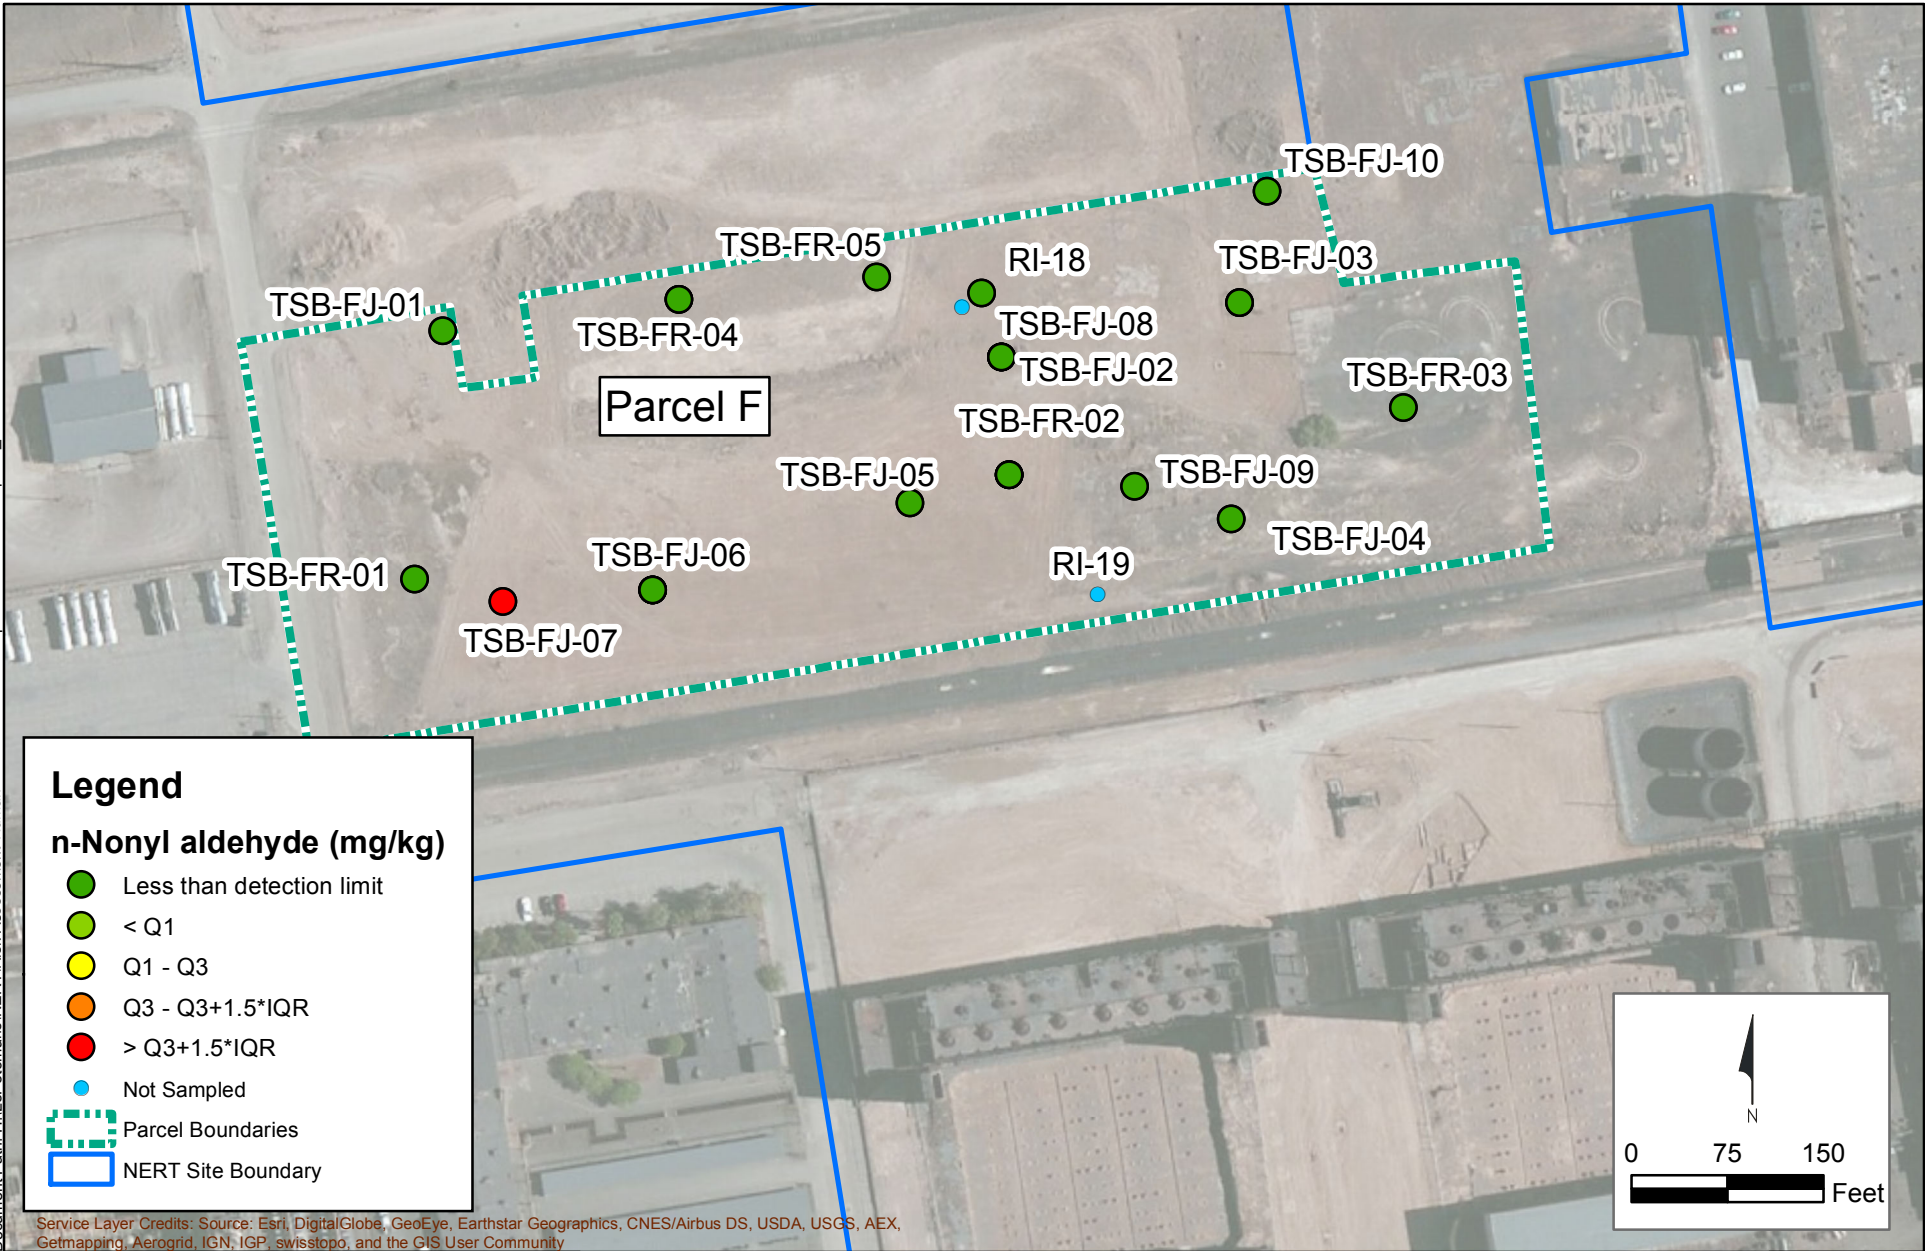 TSB-FJ-10
TSB-FR-05
RI-18
TSB-FJ-03
TSB-FJ-01
TSB-FR-04
TSB-FJ-08
TSB-FJ-02
TSB-FR-03
Parcel F
TSB-FR-02
TSB-FJ-05
TSB-FJ-09
TSB-FJ-04
TSB-FJ-06
RI-19
TSB-FR-01
TSB-FJ-07
Legend
n-Nonyl aldehyde (mg/kg)
Less than detection limit
< Q1
Q1 - Q3
Q3 - Q3+1.5*IQR
> Q3+1.5*IQR
Not Sampled
Parcel Boundaries
NERT Site Boundary
N
0 75 150
Feet
Service Layer Credits: Source: Esri, DigitalGlobe, GeoEye, Earthstar Geographics, CNES/Airbus DS, USDA, USGS, AEX,
Getmapping, Aerogrid, IGN, IGP, swisstopo, and the GIS User Community